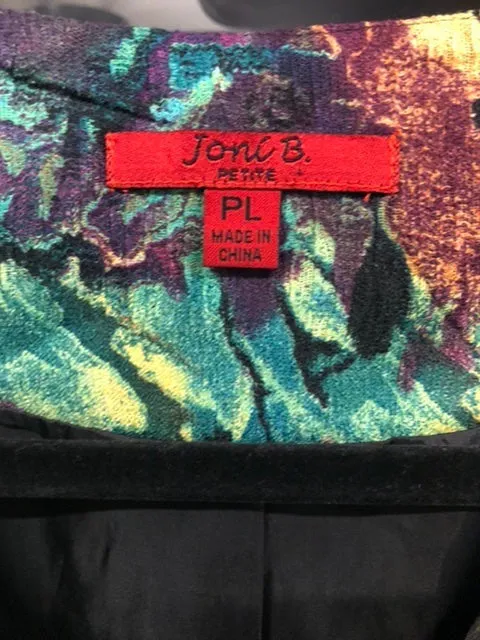 Joni B.
PETITE
PL
MADE IN
CHINA